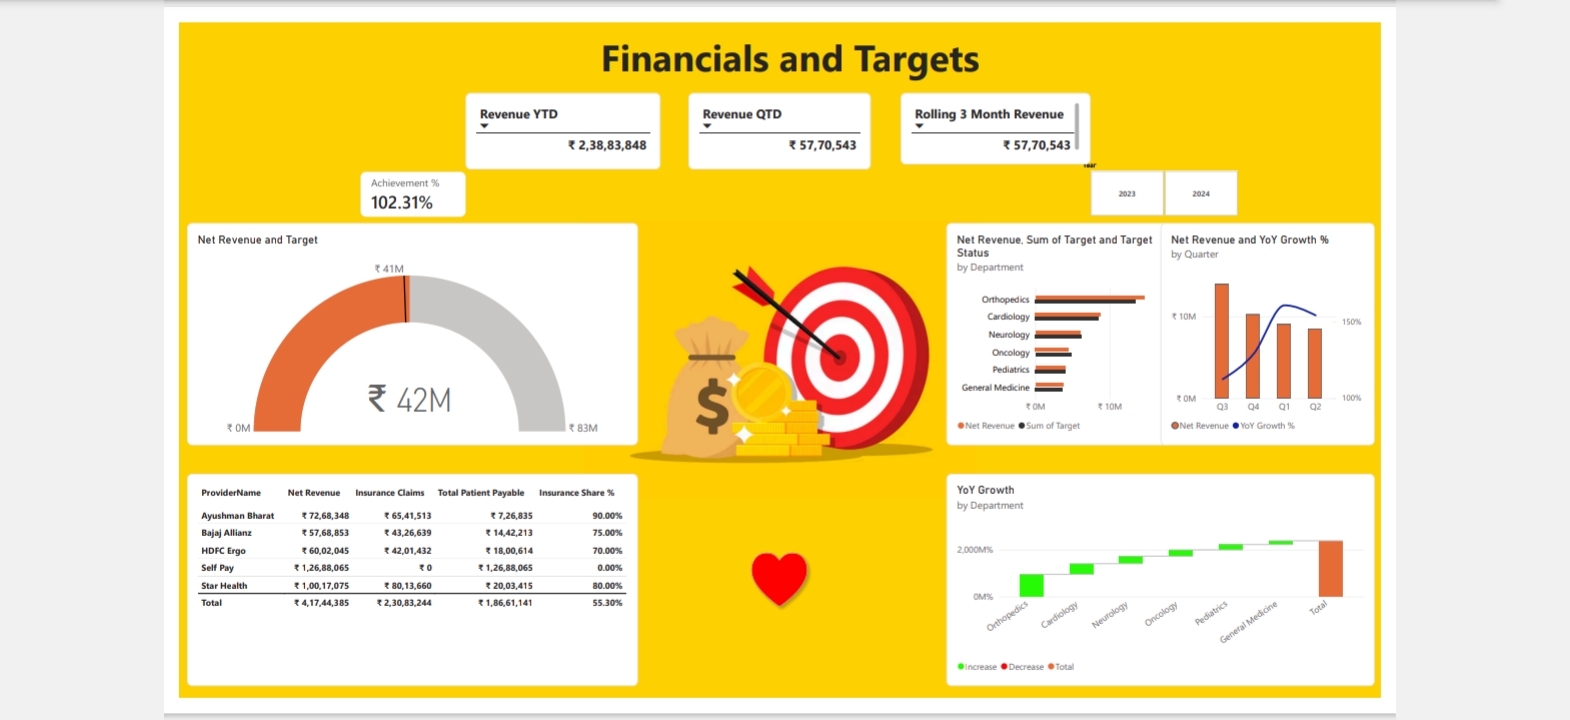 Financials and Targets
Revenue YTD
₹ 2,38,83,848
Revenue QTD
₹ 57,70,543
Rolling 3 Month Revenue
₹ 57,70,543
Achievement %
102.31%
2023
2024
Net Revenue and Target
₹ 41M
₹ 42M
₹ 0M
₹ 83M
$
Net Revenue, Sum of Target and Target
Status
by Department
Orthopedics
Cardiology
Neurology
Oncology
Pediatrics
General Medicine
₹ 0M ₹ 10M
Net Revenue Sum of Target
Net Revenue and YoY Growth %
by Quarter
₹ 10M
150%
₹ 0M
100%
Q3 Q4 Q1 Q2
Net Revenue YoY Growth %
ProviderName Net Revenue Insurance Claims Total Patient Payable Insurance Share %
Ayushman Bharat ₹ 72,68,348 ₹ 65,41,513 ₹ 7,26,835 90.00%
Bajaj Allianz ₹ 57,68,853 ₹ 43,26,639 ₹ 14,42,213 75.00%
HDFC Ergo ₹ 60,02,045 ₹ 42,01,432 ₹ 18,00,614 70.00%
Self Pay ₹ 1,26,88,065 ₹ 0 ₹ 1,26,88,065 0.00%
Star Health ₹ 1,00,17,075 ₹ 80,13,660 ₹ 20,03,415 80.00%
Total ₹ 4,17,44,385 ₹ 2,30,83,244 ₹ 1,86,61,141 55.30%
YoY Growth
by Department
2,000M%
0M%
Orthopedics
Cardiology
Neurology
Oncology
Pediatrics
General Medicine
Total
Increase Decrease Total